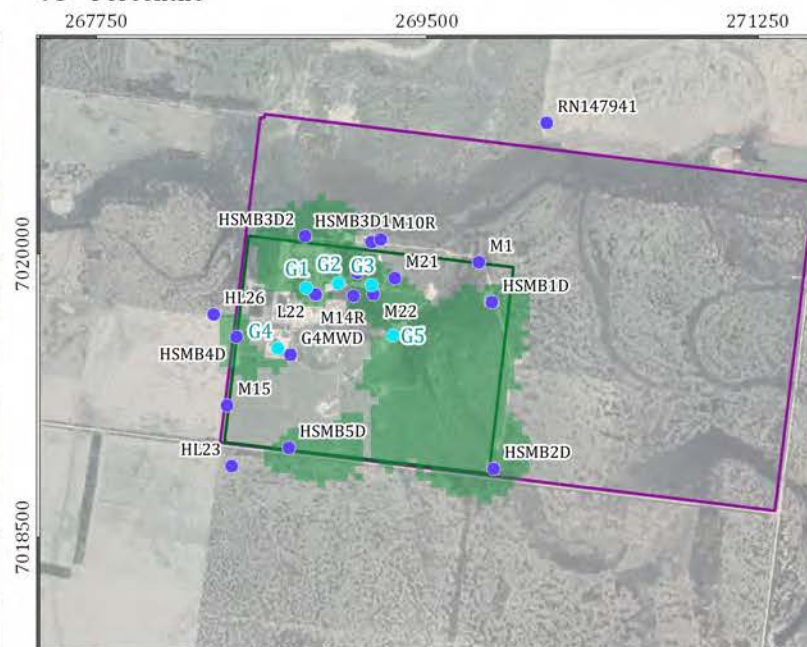 267750
269500
271250
RN147941
HSMB3D2
HSMB3D1
M10R
M1
7020000
G1
G2
G3
M21
HSMB1D
HL26
L22
M14R
M22
G4
G4MWD
G5
HSMB4D
M15
HL23
HSMB5D
HSMB2D
7018500